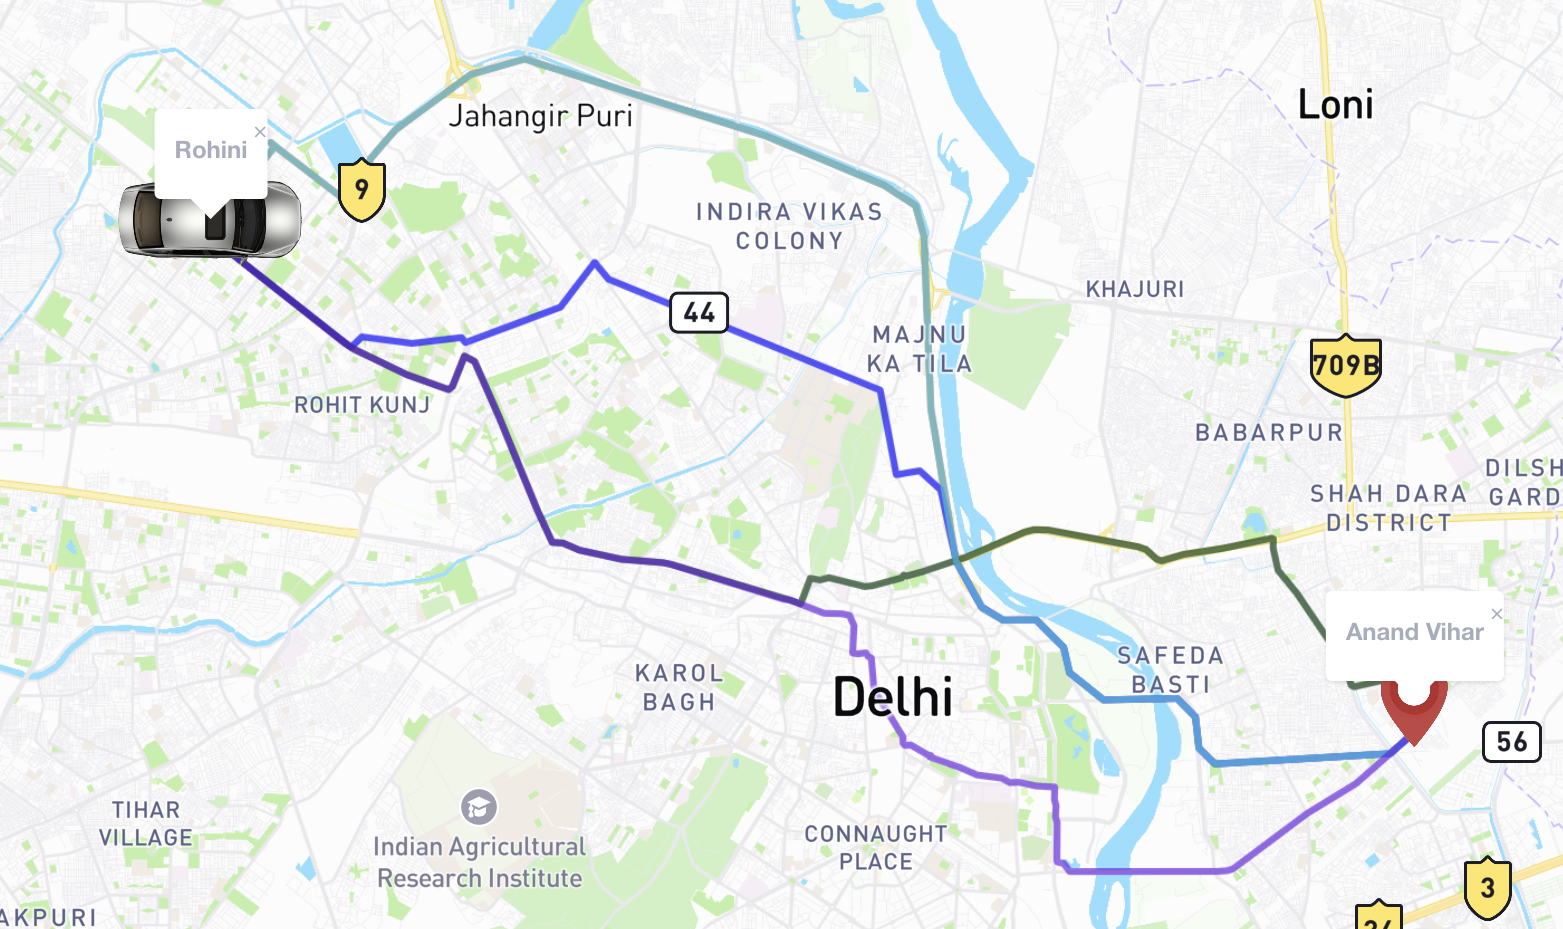 Loni
Jahangir Puri
Rohini
×
9
INDIRA VIKAS
COLONY
KHAJURI
44
MAJNU
KA TILA
709B
ROHIT KUNJ
BABARPUR
DILSH
GARD
SHAH DARA
DISTRICT
Anand Vihar
×
SAFEDA
BASTI
KAROL
BAGH
Delhi
56
TIHAR
VILLAGE
Indian Agricultural
Research Institute
CONNAUGHT
PLACE
3
AKPURI